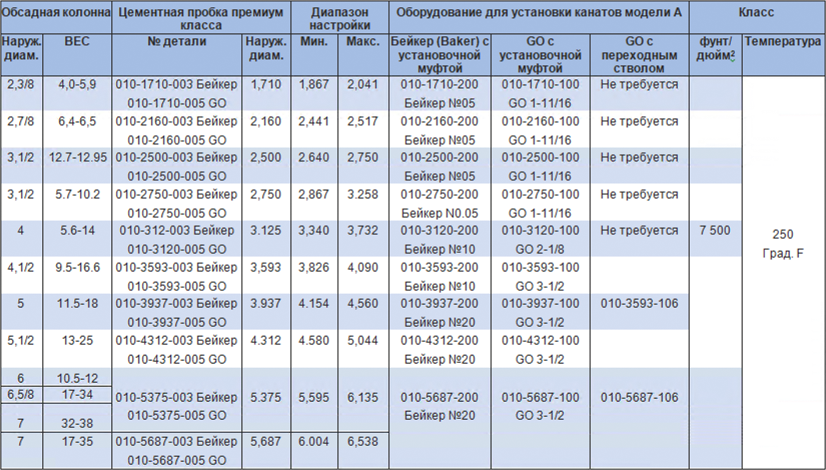 Обсадная колонна Цементная пробка премиум класса Диапазон настройки Оборудование для установки канатов модели А Класс
Наруж. диам. ВЕС № детали Наруж. диам. Мин. Макс. Бейкер (Baker) с установочной муфтой GO с установочной муфтой GO с переходным стволом фунт/дюйм² Температура
2,3/8 4,0-5,9 010-1710-003 Бейкер 1,710 1,867 2,041 010-1710-200 010-1710-100 Не требуется
010-1710-005 GO Бейкер №05 GO 1-11/16
2,7/8 6,4-6,5 010-2160-003 Бейкер 2,160 2,441 2,517 010-2160-200 010-2160-100 Не требуется
010-2160-005 GO Бейкер №05 GO 1-11/16
3,1/2 12.7-12.95 010-2500-003 Бейкер 2,500 2.640 2,750 010-2500-200 010-2500-100 Не требуется
010-2500-005 GO Бейкер №05 GO 1-11/16
3,1/2 5.7-10.2 010-2750-003 Бейкер 2,750 2,867 3.258 010-2750-200 010-2750-100 Не требуется
010-2750-005 GO Бейкер N0.05 GO 1-11/16
4 5.6-14 010-312-003 Бейкер 3.125 3,340 3,732 010-3120-200 010-3120-100 Не требуется 7 500 250
010-3120-005 GO Бейкер №10 GO 2-1/8 Град. F
4,1/2 9.5-16.6 010-3593-003 Бейкер 3,593 3,826 4,090 010-3593-200 010-3593-100
010-3593-005 GO Бейкер №10 GO 3-1/2
5 11.5-18 010-3937-003 Бейкер 3.937 4.154 4,560 010-3937-200 010-3937-100 010-3593-106
010-3937-005 GO Бейкер №20 GO 3-1/2
5,1/2 13-25 010-4312-003 Бейкер 4.312 4.580 5,044 010-4312-200 010-4312-100
010-4312-005 GO Бейкер №20 GO 3-1/2
6 10.5-12
6,5/8 17-34 010-5375-003 Бейкер 5.375 5,595 6,135 010-5687-200 010-5687-100 010-5687-106
010-5375-005 GO Бейкер №20 GO 3-1/2
7 32-38
7 17-35 010-5687-003 Бейкер 5,687 6.004 6,538
010-5687-005 GO